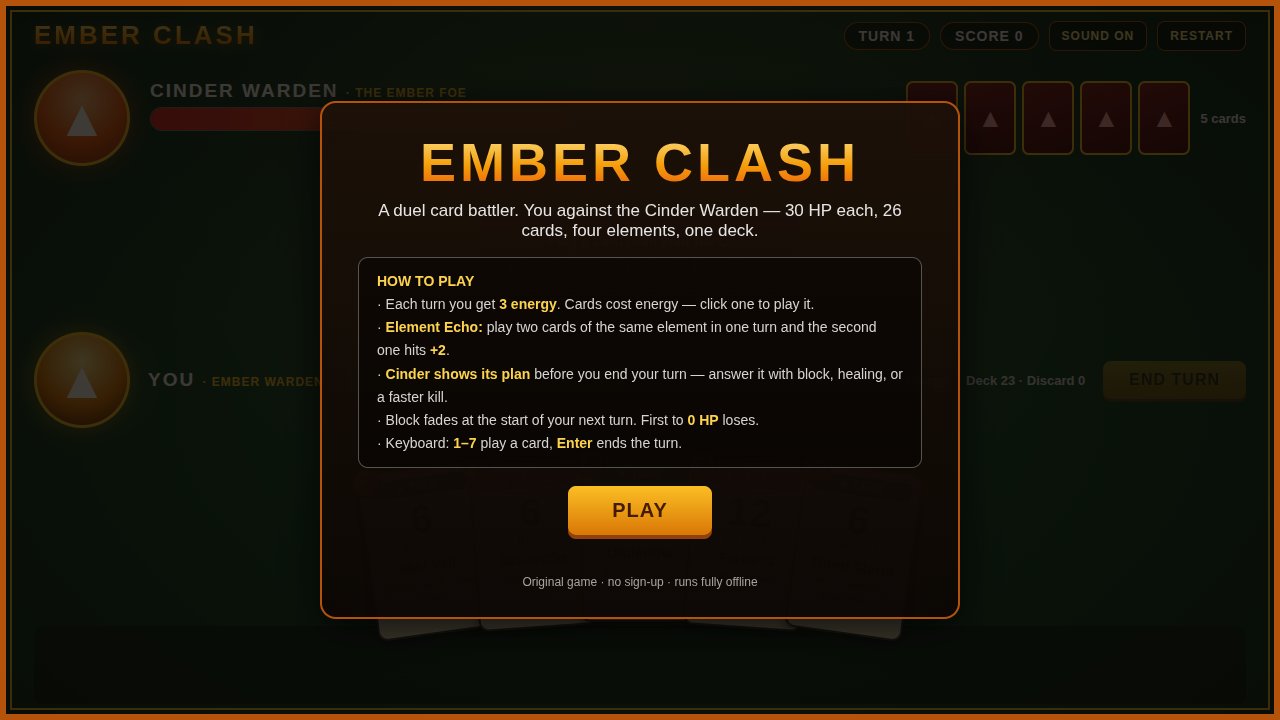 EMBER CLASH
TURN 1
SCORE 0
SOUND ON
RESTART
CINDER WARDEN · THE EMBER FOE
5 cards
EMBER CLASH
A duel card battler. You against the Cinder Warden — 30 HP each, 26
cards, four elements, one deck.
HOW TO PLAY
· Each turn you get 3 energy. Cards cost energy — click one to play it.
· Element Echo: play two cards of the same element in one turn and the second
one hits +2.
· Cinder shows its plan before you end your turn — answer it with block, healing, or
a faster kill.
· Block fades at the start of your next turn. First to 0 HP loses.
· Keyboard: 1–7 play a card, Enter ends the turn.
YOU · EMBER WARDEN
Deck 23 · Discard 0
END TURN
6
6
12
6
PLAY
Original game · no sign-up · runs fully offline